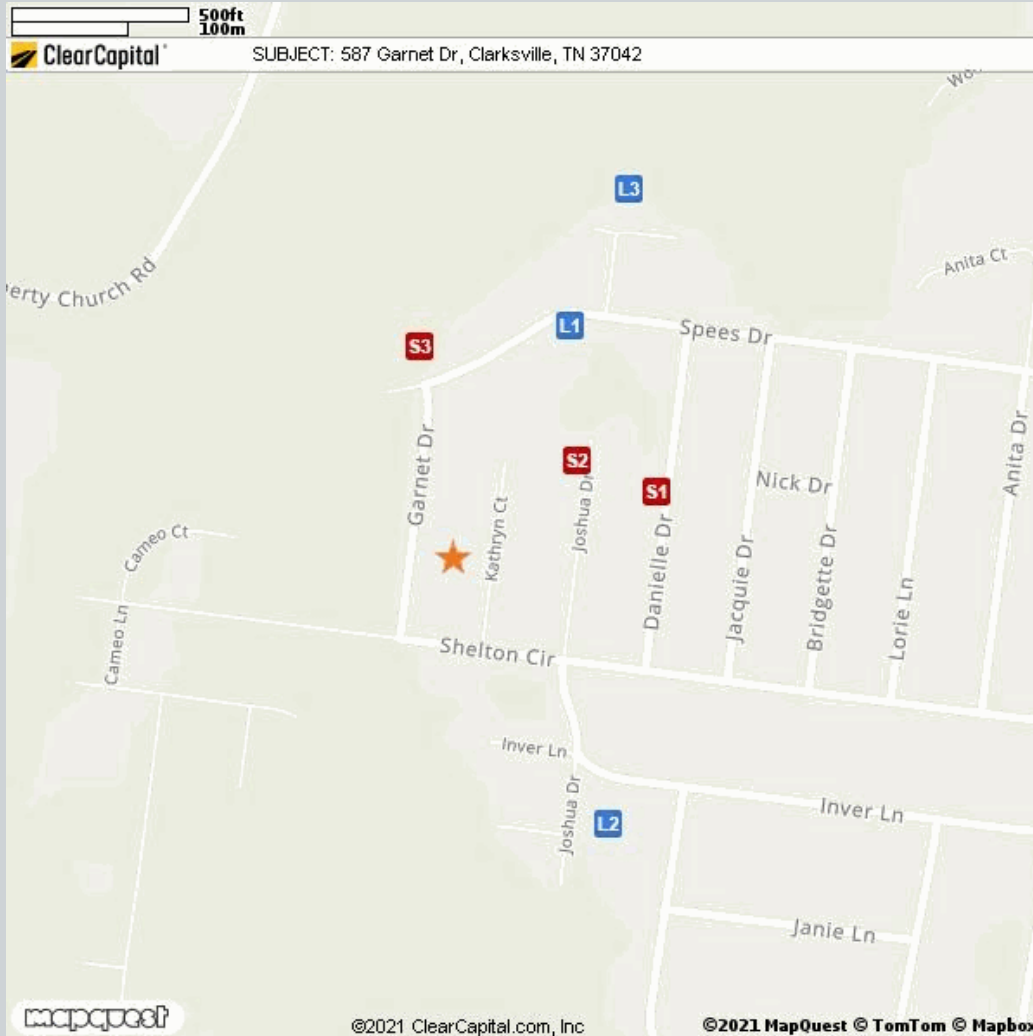 500ft
100m
ClearCapital
SUBJECT: 587 Garnet Dr, Clarksville, TN 37042
L3
Anita Ct
erty Church Rd
L1
Spees Dr
S3
Garnet Dr
S2
S1
Anita Dr
Nick Dr
Kathryn Ct
Joshua Dr
Cameo Ct
Danielle Dr
Jacquie Dr
Bridgette Dr
Lorie Ln
Cameo Ln
Shelton Cir
Inver Ln
Joshua Dr
L2
Inver Ln
Janie Ln
mapquest
©2021 ClearCapital.com, Inc
©2021 MapQuest © TomTom © Mapbox